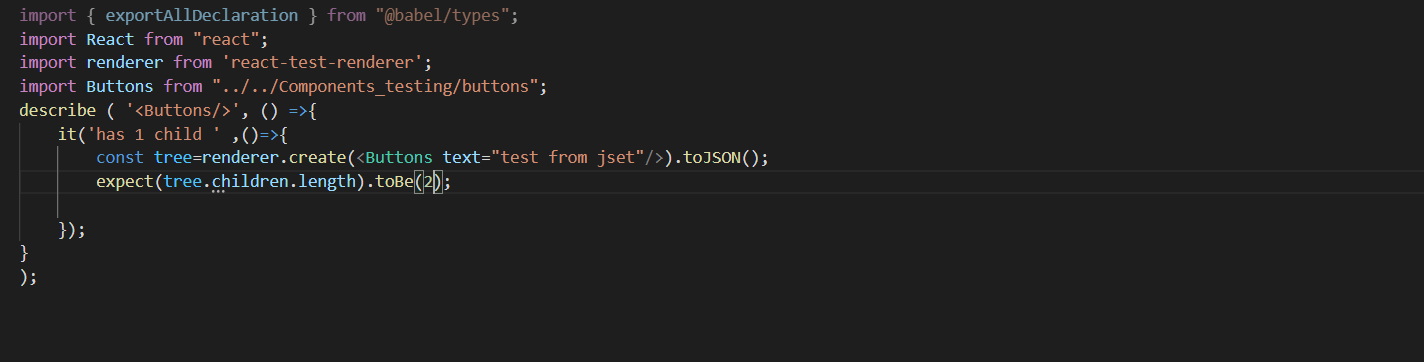 import { exportAllDeclaration } from "@babel/types";
import React from "react";
import renderer from 'react-test-renderer';
import Buttons from "../../Components_testing/buttons";
describe ( '<Buttons/>', () =>{
    it('has 1 child ' ,()=>{
        const tree=renderer.create(<Buttons text="test from jset"/>).toJSON();
        expect(tree.children.length).toBe(2);
    });
}
);